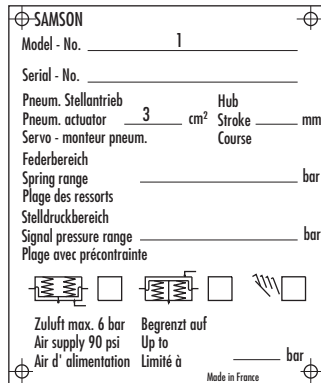 SAMSON
Model - No. 1
Serial - No.
Pneum. Stellantrieb Hub
Pneum. actuator 3 cm² Stroke mm
Servo - monteur pneum. Course
Federbereich
Spring range bar
Plage des ressorts
Stelldruckbereich
Signal pressure range bar
Plage avec précontrainte
Zuluft max. 6 bar Begrenzt auf
Air supply 90 psi Up to
Air d' alimentation Limité à bar
Made in France